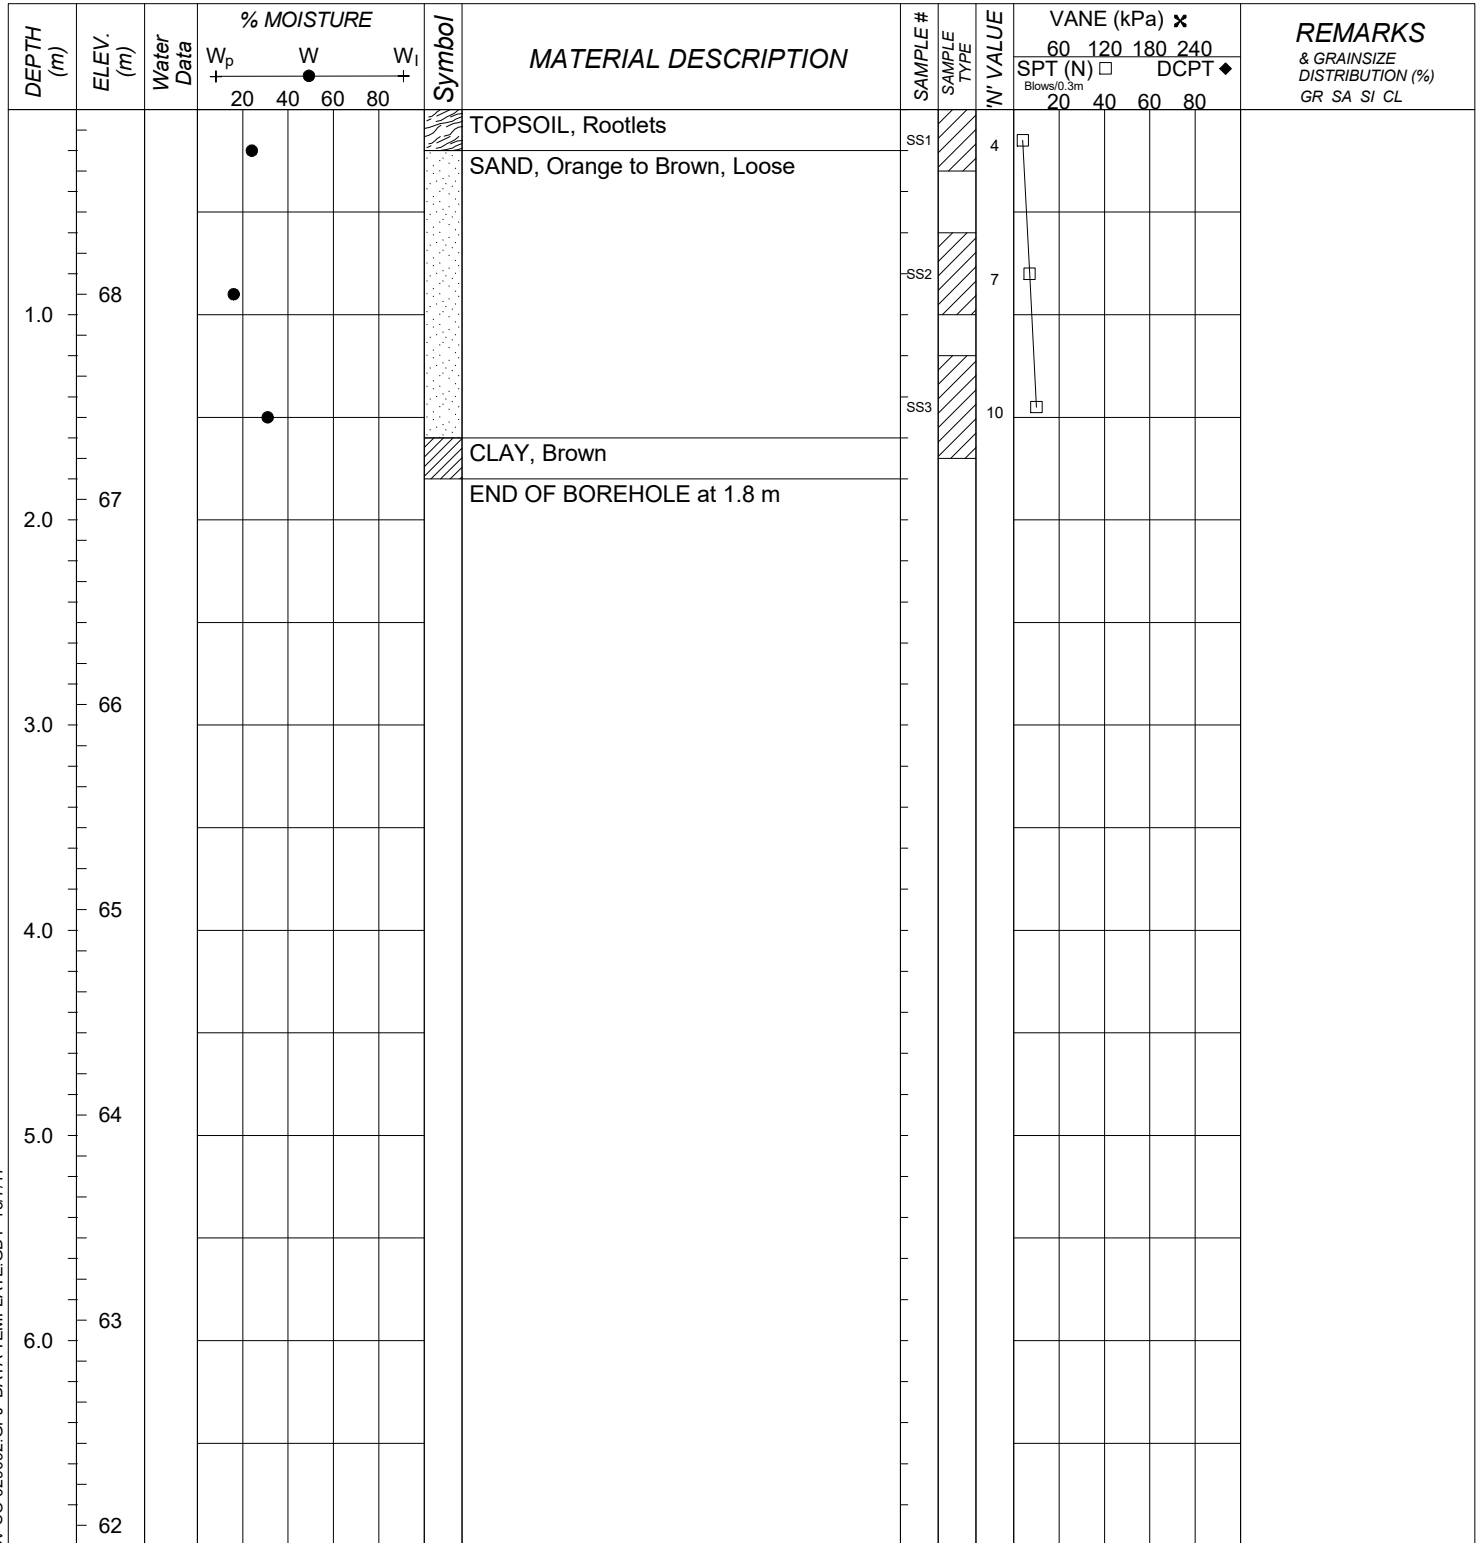 DEPTH (m)
ELEV. (m)
Water Data
% MOISTURE
Wp W Wl
20 40 60 80
Symbol
MATERIAL DESCRIPTION
SAMPLE #
SAMPLE TYPE
'N' VALUE
VANE (kPa)
60 120 180 240
SPT (N) DCPT
Blows/0.3m
20 40 60 80
REMARKS
& GRAINSIZE
DISTRIBUTION (%)
GR SA SI CL
TOPSOIL, Rootlets
SS1 4
SAND, Orange to Brown, Loose
SS2 7
68
1.0
SS3 10
CLAY, Brown
67 END OF BOREHOLE at 1.8 m
2.0
66
3.0
65
4.0
64
5.0
63
6.0
62